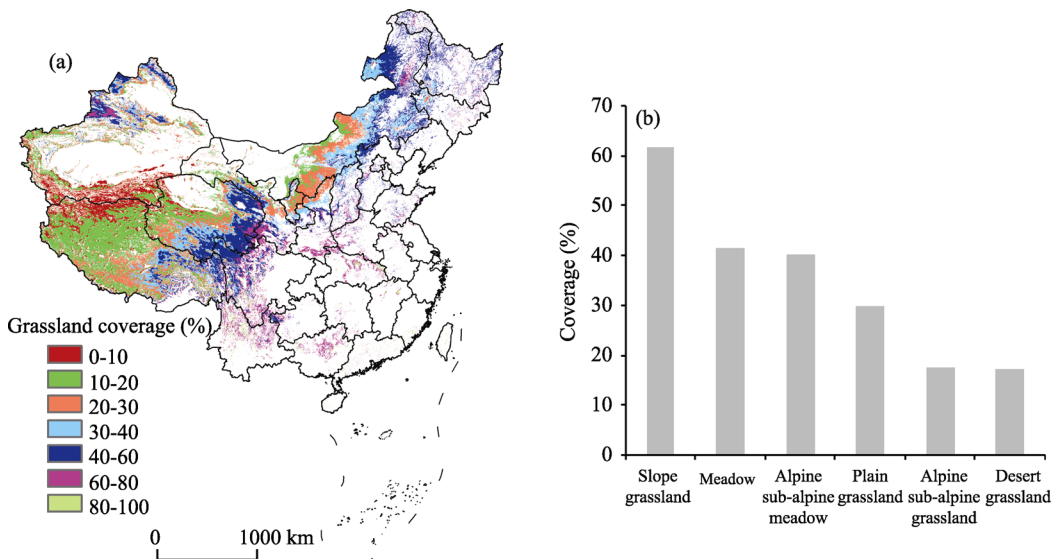 (a)
Grassland coverage (%)
0-10
10-20
20-30
30-40
40-60
60-80
80-100
0 1000 km
(b)
Coverage (%)
70
60
50
40
30
20
10
0
Slope
grassland
Meadow
Alpine
sub-alpine
meadow
Plain
grassland
Alpine
sub-alpine
grassland
Desert
grassland